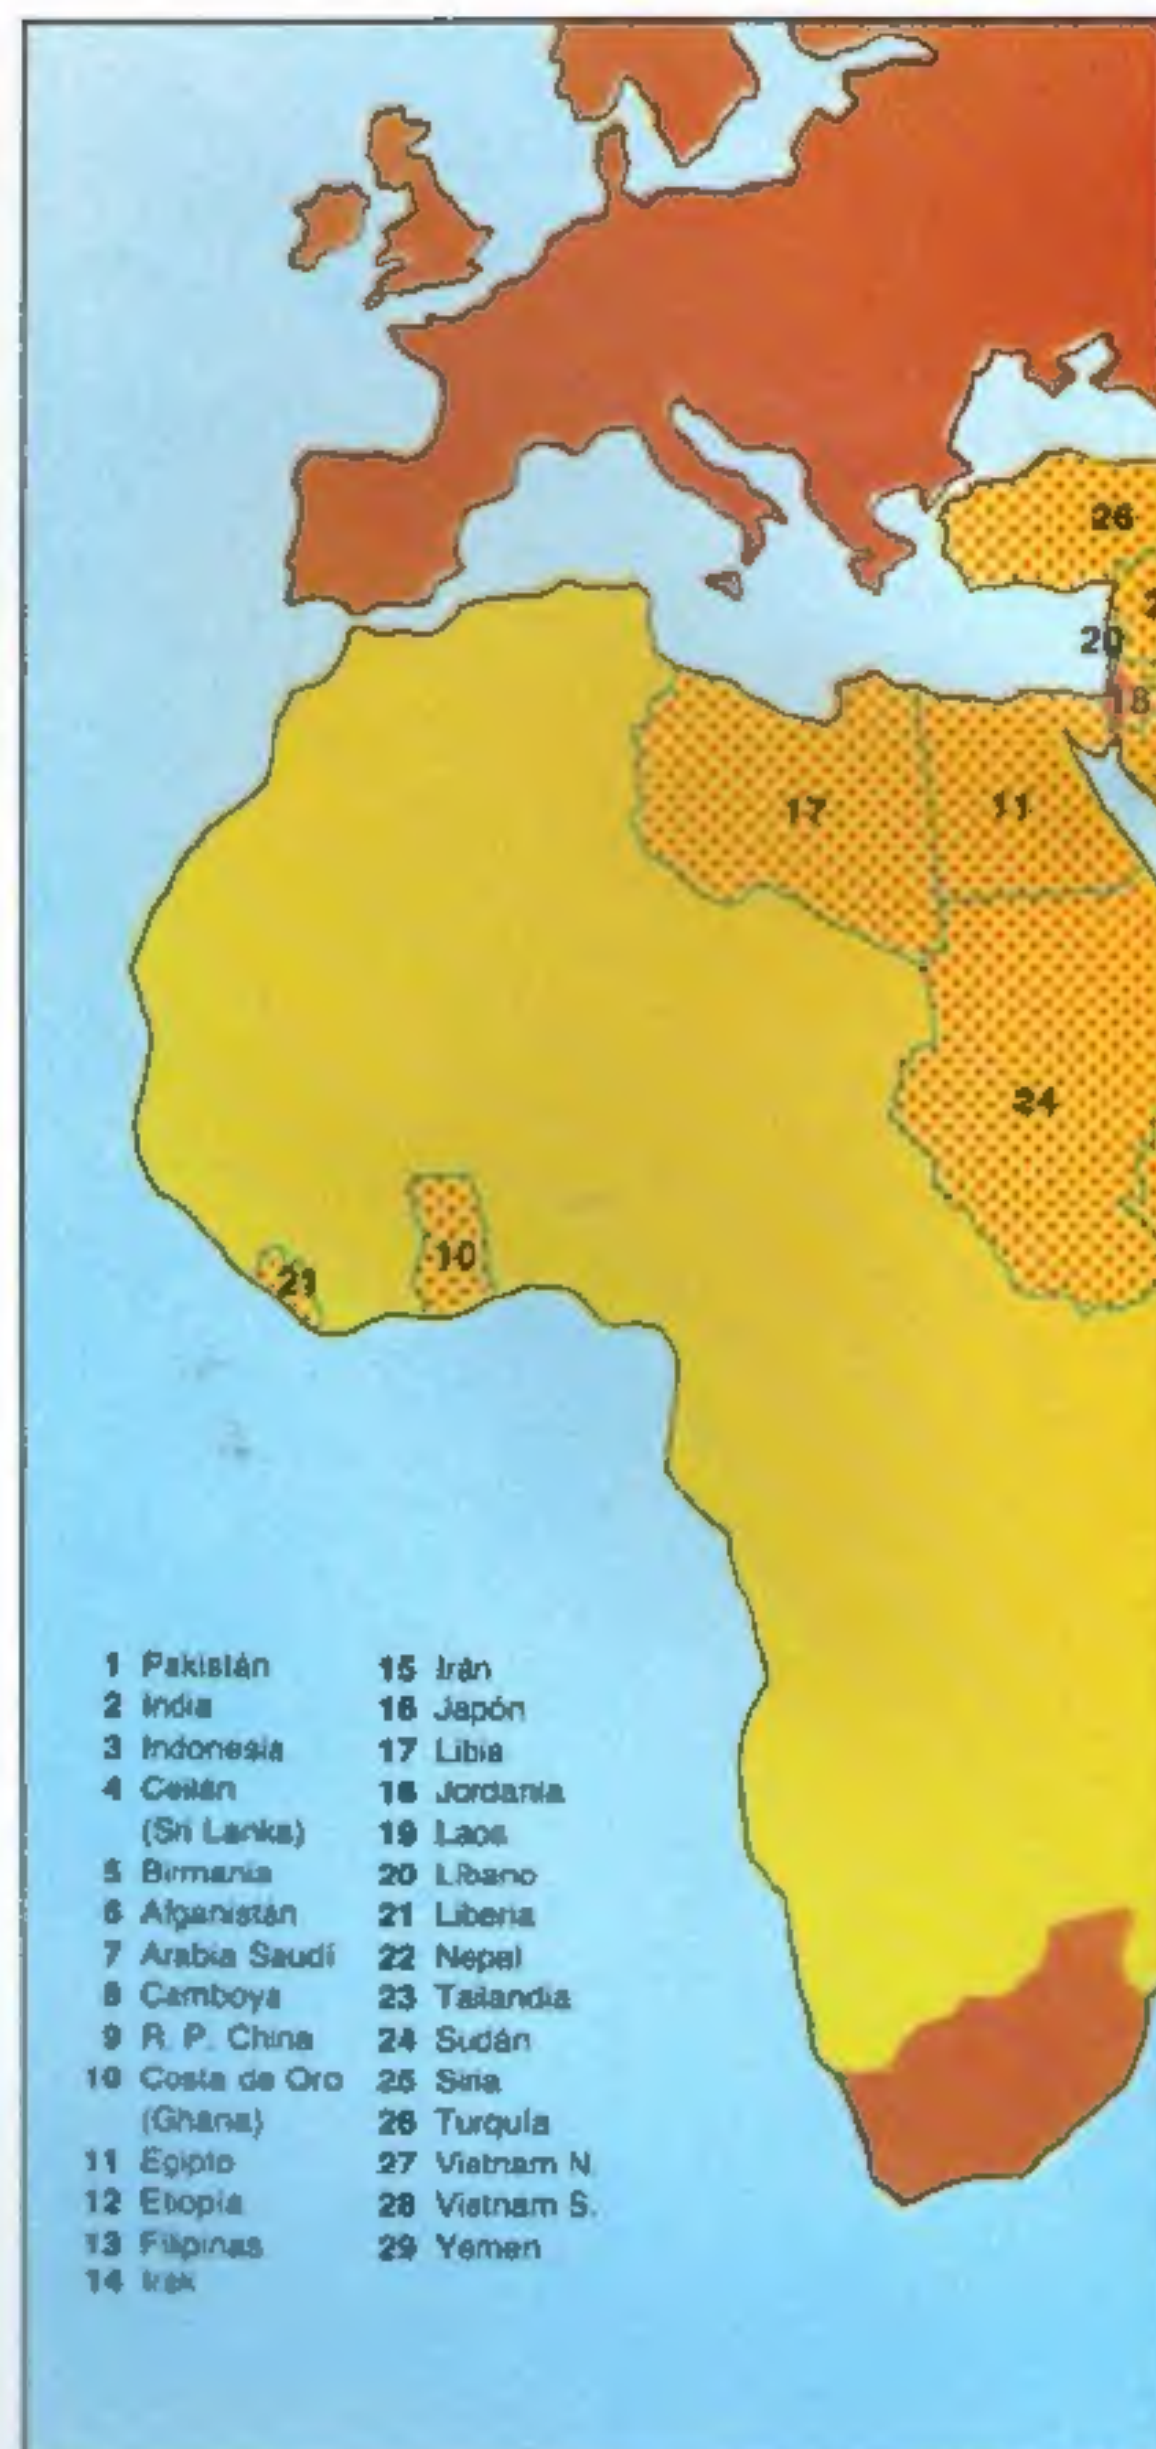 26
2
20
18
17
11
24
10
21
1 Pakistán
2 India
3 Indonesia
4 Ceilán
(Sri Lanka)
5 Birmania
6 Afganistán
7 Arabia Saudí
8 Camboya
9 R. P. China
10 Costa de Oro
(Ghana)
11 Egipto
12 Etiopía
13 Filipinas
14 Irak
15 Irán
16 Japón
17 Libia
18 Jordania
19 Laos
20 Líbano
21 Liberia
22 Nepal
23 Tailandia
24 Sudán
25 Siria
26 Turquía
27 Vietnam N.
28 Vietnam S.
29 Yemen